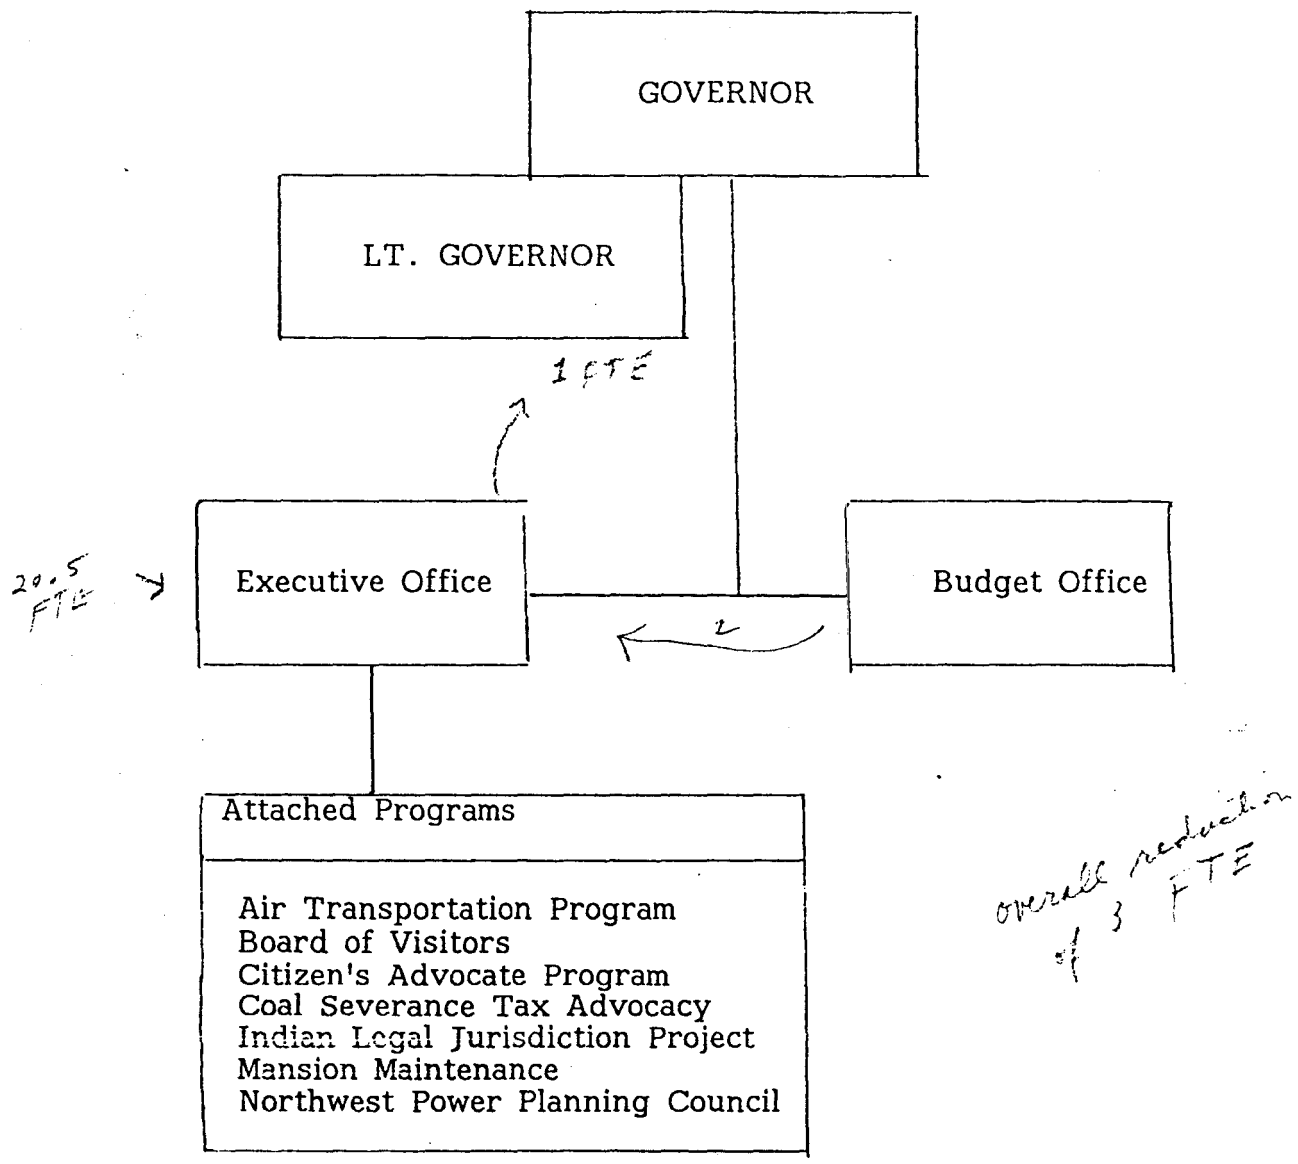 GOVERNOR
LT. GOVERNOR
1 FTE
20.5
FTE
Executive Office
Budget Office
2
Attached Programs
overall reduction
of 3 FTE
Air Transportation Program
Board of Visitors
Citizen's Advocate Program
Coal Severance Tax Advocacy
Indian Legal Jurisdiction Project
Mansion Maintenance
Northwest Power Planning Council